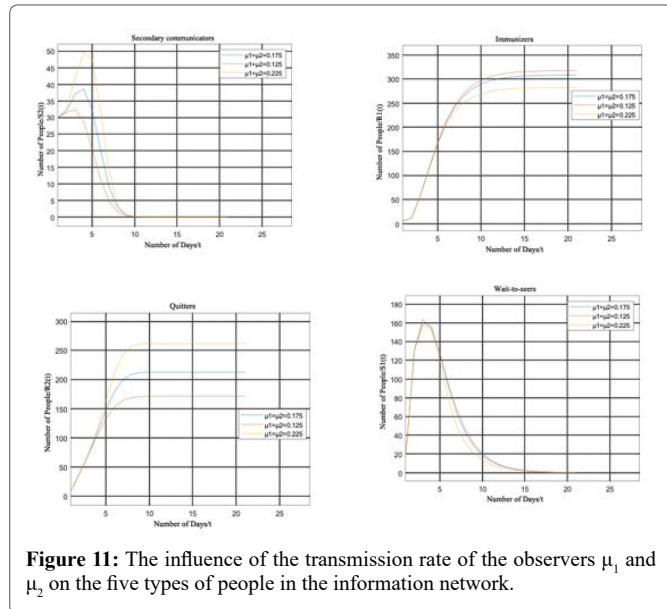 Secondary communicators
50
45
40
35
30
25
20
15
10
5
0
Number of People/S2(t)
μ1=μ2=0.175
μ1=μ2=0.125
μ1=μ2=0.225
5 10 15 20 25
Number of Days/t
Immunizers
350
300
250
200
150
100
50
0
Number of People/R1(t)
μ1=μ2=0.175
μ1=μ2=0.125
μ1=μ2=0.225
5 10 15 20 25
Number of Days/t
Quitters
300
250
200
150
100
50
0
Number of People/R2(t)
μ1=μ2=0.175
μ1=μ2=0.125
μ1=μ2=0.225
5 10 15 20 25
Number of Days/t
Wait-to-seers
180
160
140
120
100
80
60
40
20
0
Number of People/S1(t)
μ1=μ2=0.175
μ1=μ2=0.125
μ1=μ2=0.225
5 10 15 20 25
Number of Days/t
Figure 11: The influence of the transmission rate of the observers μ₁ and
μ₂ on the five types of people in the information network.